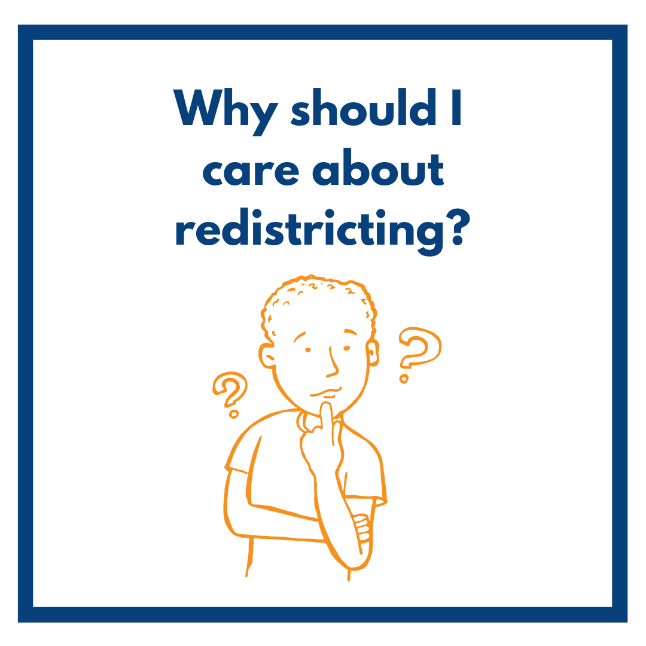 Why should I
care about
redistricting?
?
?